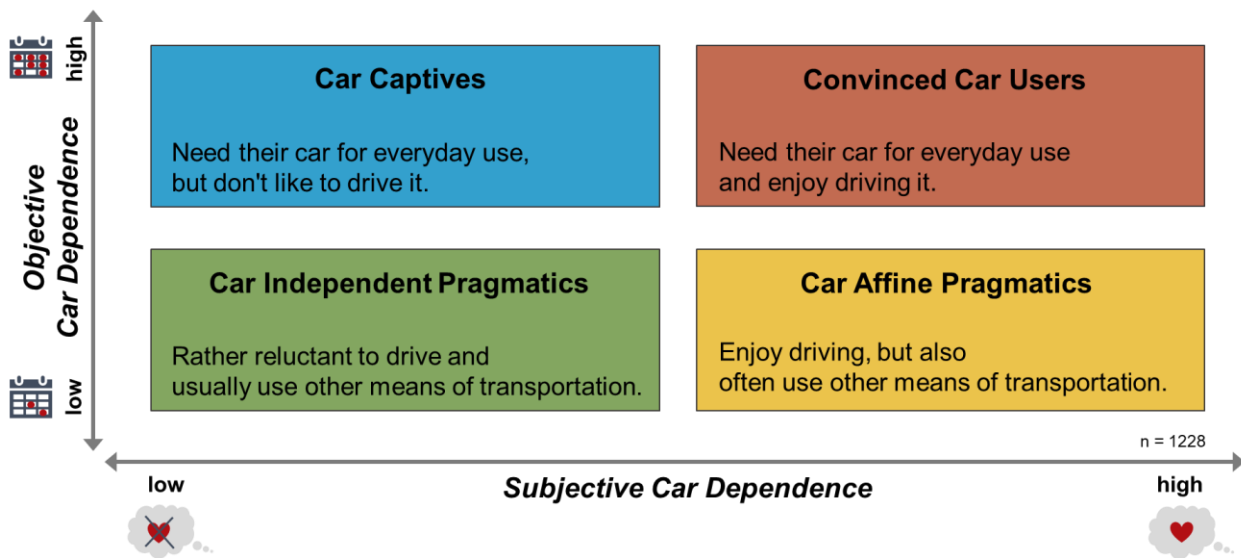 high
Objective
Car Dependence
low
Car Captives
Need their car for everyday use,
but don't like to drive it.
Convinced Car Users
Need their car for everyday use
and enjoy driving it.
Car Independent Pragmatics
Rather reluctant to drive and
usually use other means of transportation.
Car Affine Pragmatics
Enjoy driving, but also
often use other means of transportation.
n = 1228
low
Subjective Car Dependence
high